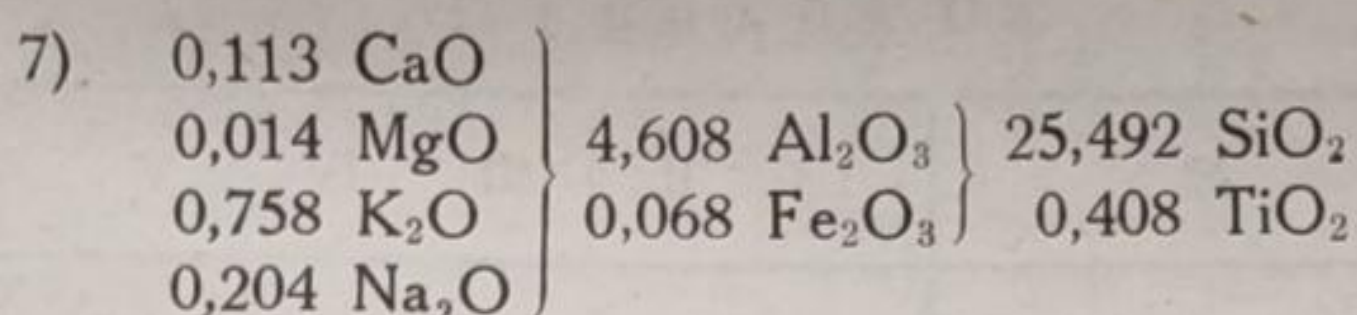 7) 0,113 CaO
0,014 MgO 4,608 Al₂O₃ 25,492 SiO₂
0,758 K₂O 0,068 Fe₂O₃ 0,408 TiO₂
0,204 Na₂O